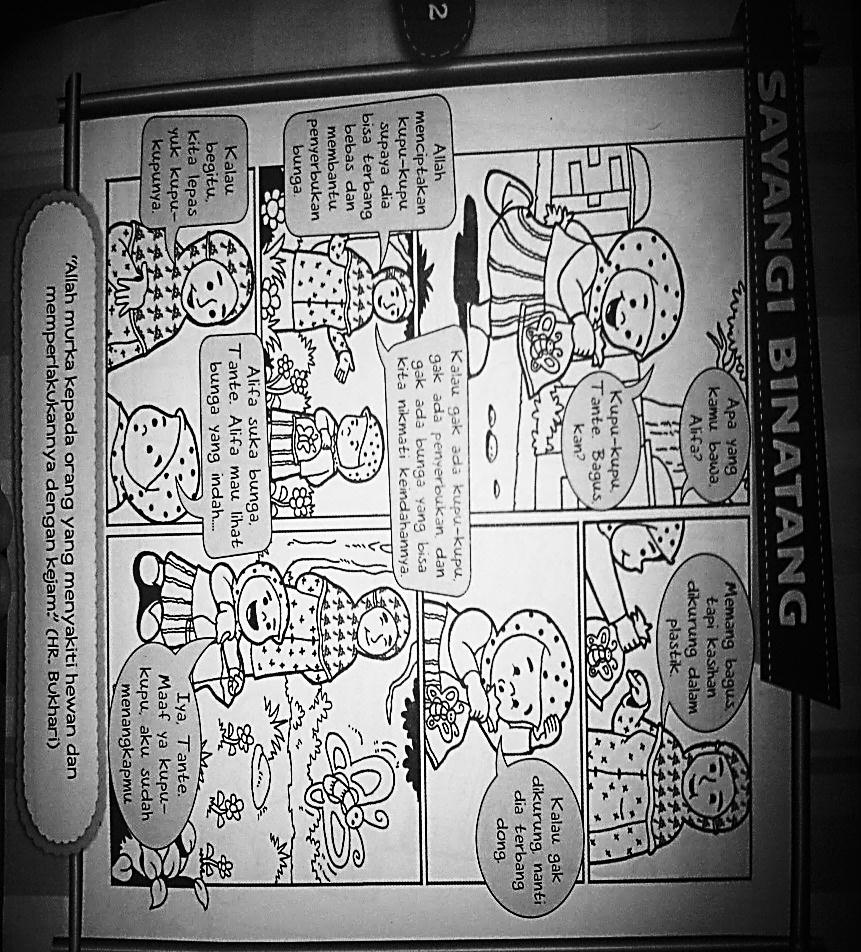 SAYANGI BINATANG
Apa yang
kamu bawa,
Alifa?
Kupu-kupu,
Tante. Bagus,
kan?
Memang bagus
tapi kasihan
dikurung dalam
plastik.
Kalau gak
dikurung, nanti
dia terbang
dong.
Allah
menciptakan
kupu-kupu
supaya dia
bisa terbang
bebas dan
membantu
penyerbukan
bunga.
Kalau gak ada kupu-kupu,
gak ada penyerbukan, dan
gak ada bunga yang bisa
kita nikmati keindahannya.
Alifa suka bunga,
Tante. Alifa mau lihat
bunga yang indah....
Kalau
begitu,
kita lepas
yuk kupu-
kupunya.
Iya, Tante.
Maaf ya kupu-
kupu, aku sudah
menangkapmu
"Allah murka kepada orang yang menyakiti hewan dan
memperlakukannya dengan kejam." (HR. Bukhari)
2